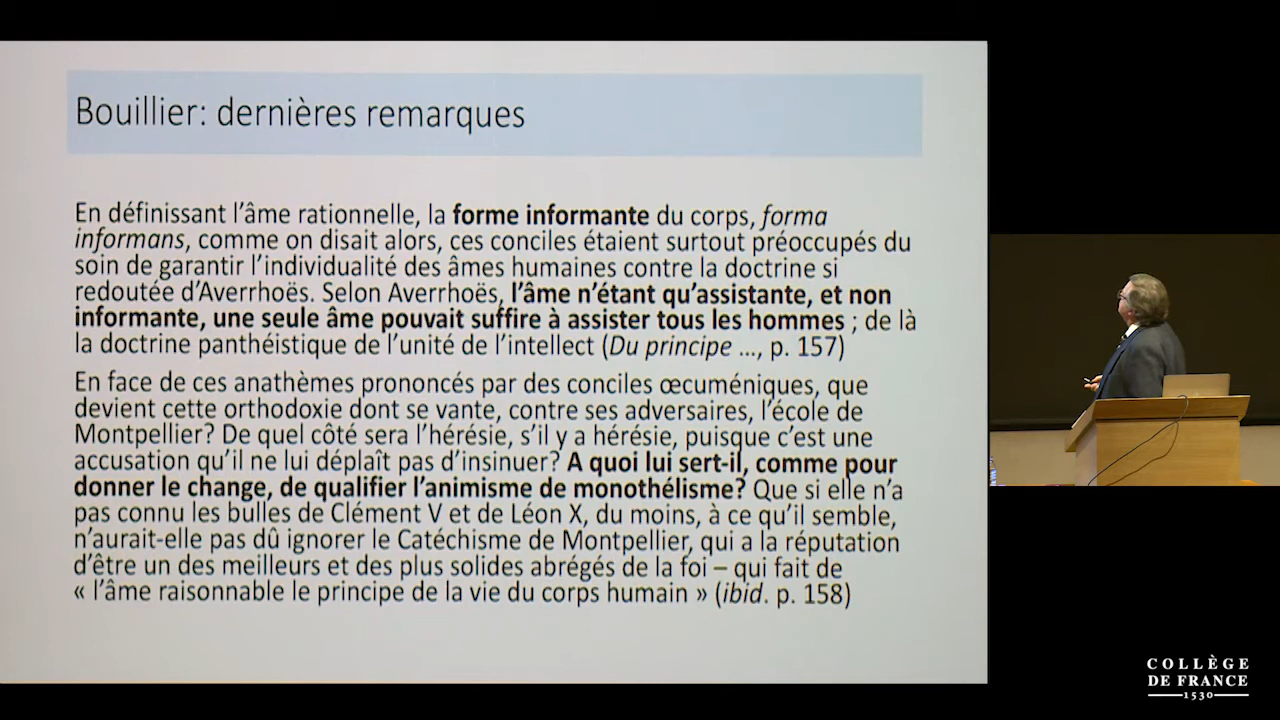 Bouillier: dernières remarques
En définissant l’âme rationnelle, la forme informante du corps, forma
informans, comme on disait alors, ces conciles étaient surtout préoccupés du
soin de garantir l’individualité des âmes humaines contre la doctrine si
redoutée d’Averrhoës. Selon Averrhoës, l’âme n’étant qu’assistante, et non
informante, une seule âme pouvait suffire à assister tous les hommes ; de là
la doctrine panthéistique de l’unité de l’intellect (Du principe ..., p. 157)
En face de ces anathèmes prononcés par des conciles œcuméniques, que
devient cette orthodoxie dont se vante, contre ses adversaires, l’école de
Montpellier? De quel côté sera l’hérésie, s’il y a hérésie, puisque c’est une
accusation qu’il ne lui déplaît pas d’insinuer? A quoi lui sert-il, comme pour
donner le change, de qualifier l’animisme de monothélisme? Que si elle n’a
pas connu les bulles de Clément V et de Léon X, du moins, à ce qu’il semble,
n’aurait-elle pas dû ignorer le Catéchisme de Montpellier, qui a la réputation
d’être un des meilleurs et des plus solides abrégés de la foi – qui fait de
« l’âme raisonnable le principe de la vie du corps humain » (ibid. p. 158)
COLLÈGE
DE FRANCE
1530